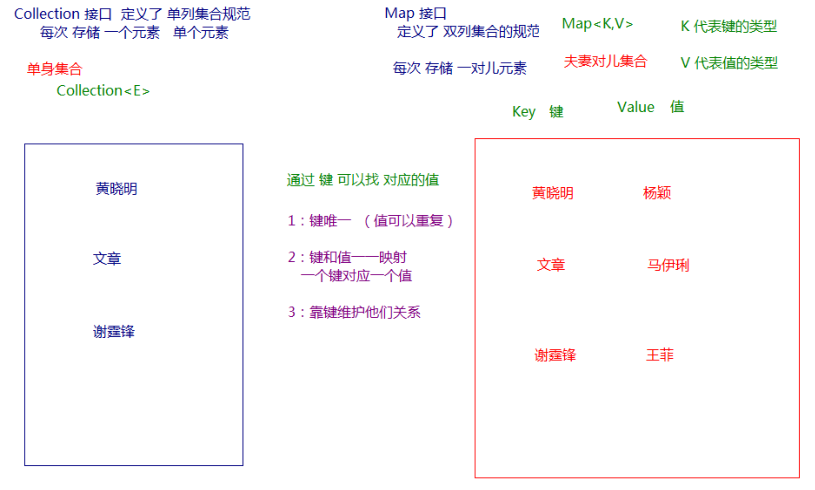 Collection 接口  定义了 单列集合规范
每次 存储 一个元素   单个元素
单身集合
Collection<E>
黄晓明
文章
谢霆锋
通过 键 可以找 对应的值
1：键唯一  （ 值可以重复 ）
2：键和值一一映射
一个键对应一个值
3：靠键维护他们关系
Map 接口
定义了 双列集合的规范
每次 存储 一对儿元素
Map<K,V>
夫妻对儿集合
K 代表键的类型
V 代表值的类型
Key   键
Value   值
黄晓明 杨颖
文章 马伊琍
谢霆锋 王菲